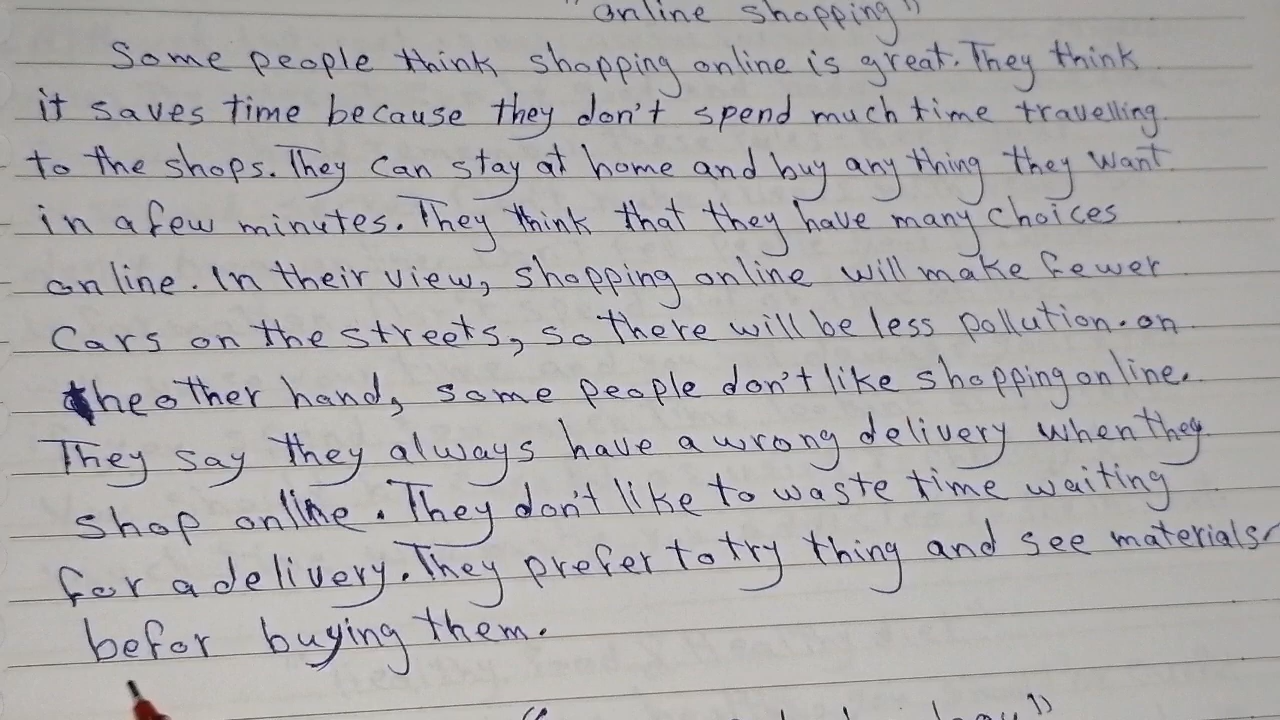 "online shopping"
Some people think shopping online is great. They think
it saves time because they don't spend much time travelling
to the shops. They can stay at home and buy any thing they want
in a few minutes. They think that they have many choices
online. In their view, shopping online will make fewer
cars on the streets, so there will be less pollution. on
the other hand, some people don't like shopping online.
They say they always have a wrong delivery when they
shop online. They don't like to waste time waiting
for a delivery. They prefer to try thing and see materials
befor buying them.